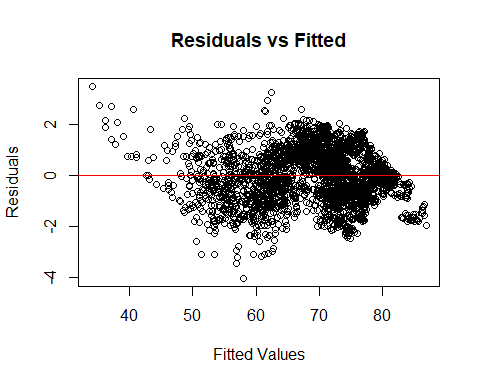 Residuals vs Fitted
Residuals
2
0
-2
-4
40 50 60 70 80
Fitted Values